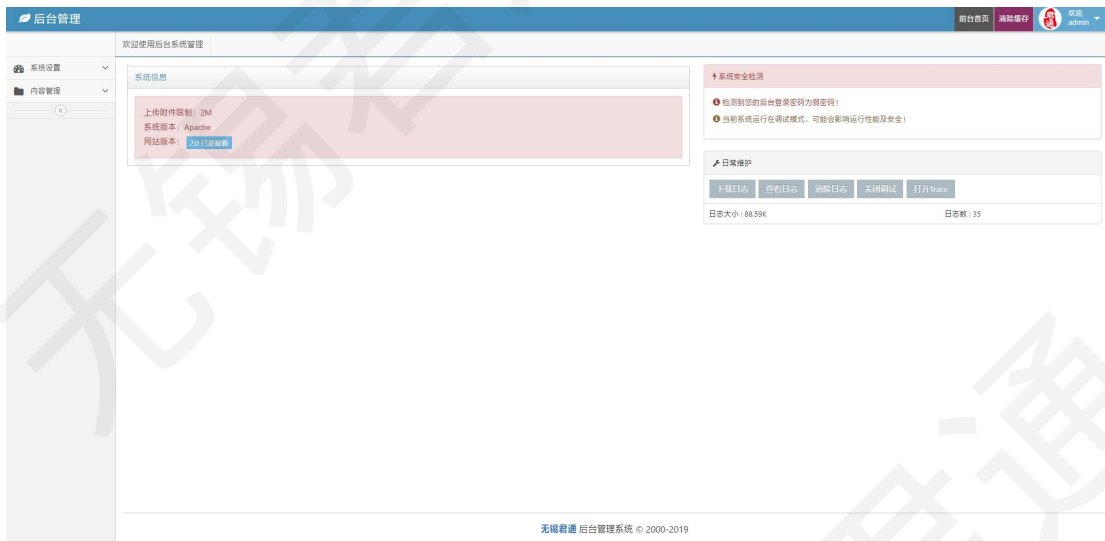 后台管理
前台首页 清除缓存 欢迎, admin
欢迎使用后台系统管理
系统设置
内容管理
系统信息
上传附件限制：2M
系统版本：Apache
网站版本： 2.0 已是最新
系统安全检测
检测到您的后台登录密码为弱密码！
当前系统运行在调试模式，可能会影响运行性能及安全！
日常维护
下载日志 查看日志 清除日志 关闭调试 打开Trace
日志大小 : 88.59K 日志数 : 35
无锡君通 后台管理系统 © 2000-2019
无锡君
君通